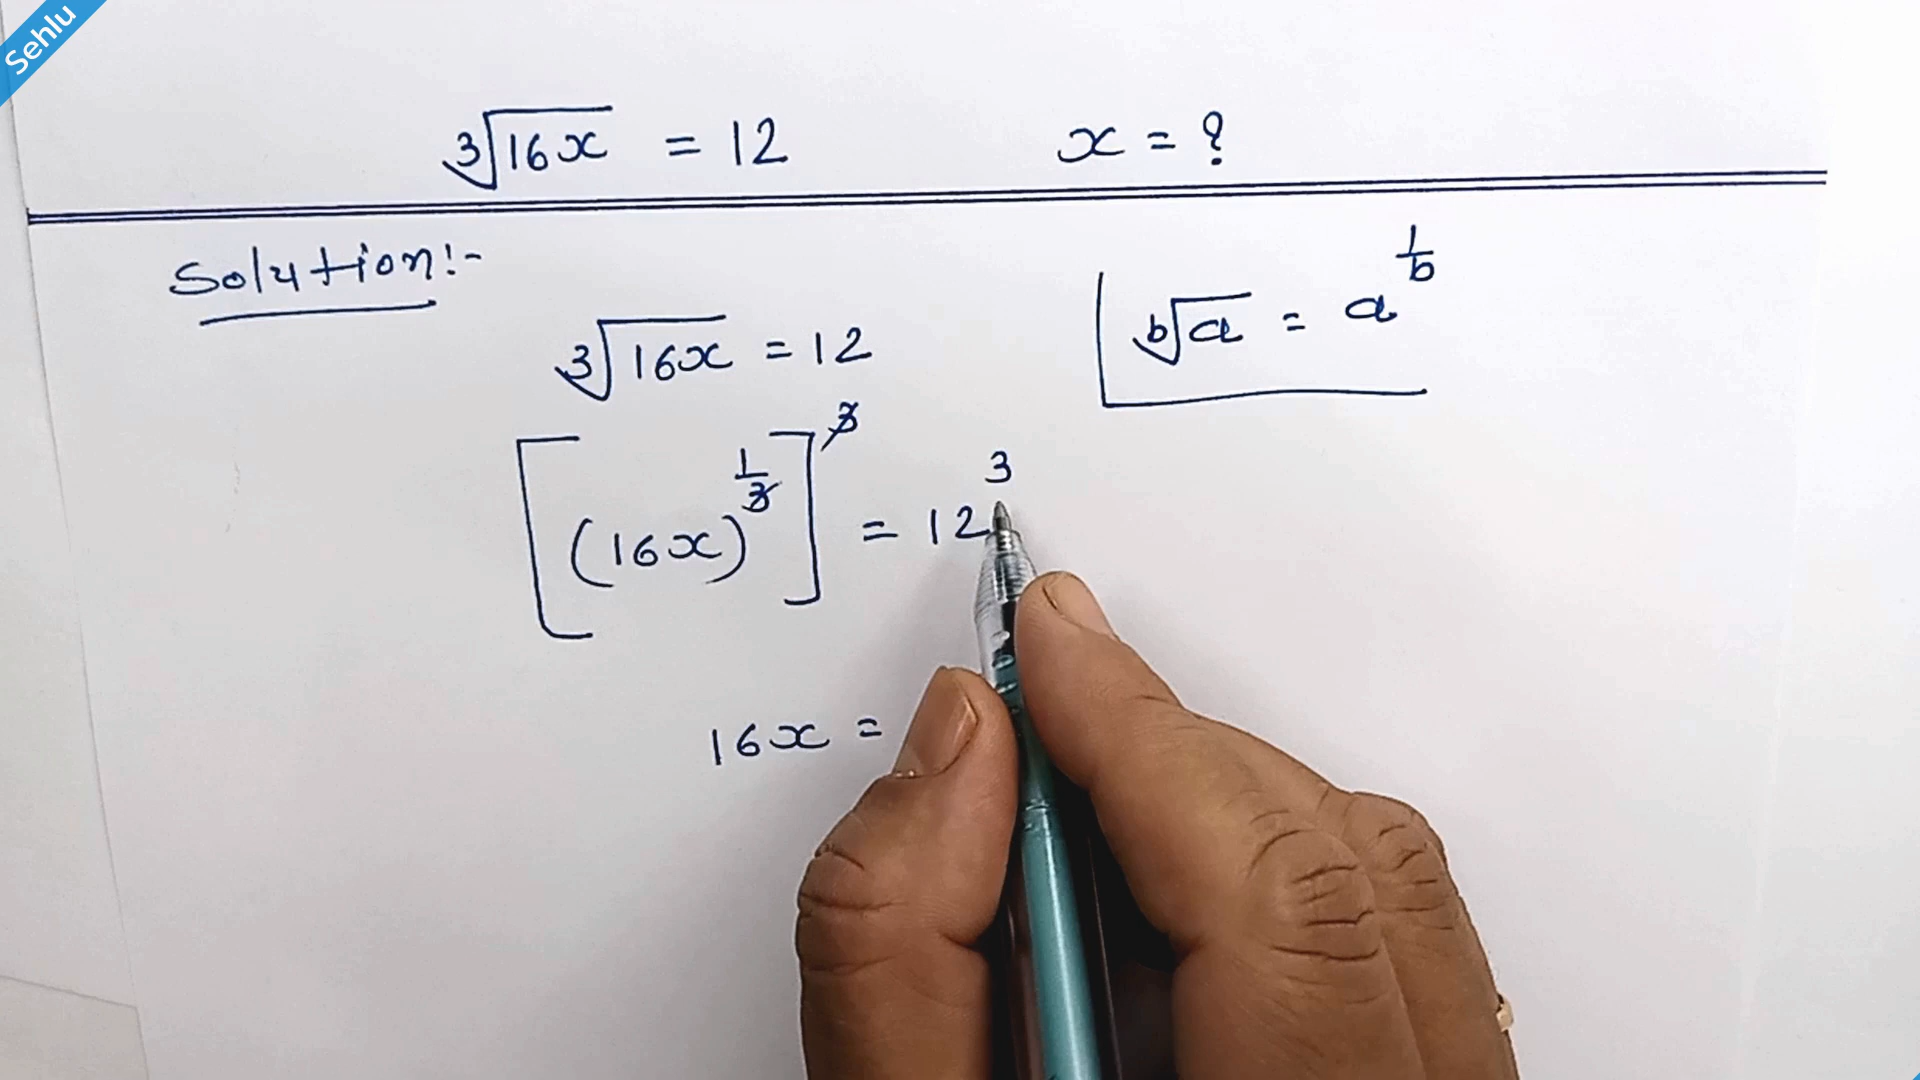 Sehlu
∛16x = 12 x = ?
Solution:-
∛16x = 12
ᵇ√a = a^(1/b)
[(16x)^(1/3)]^3 = 12^3
16x =